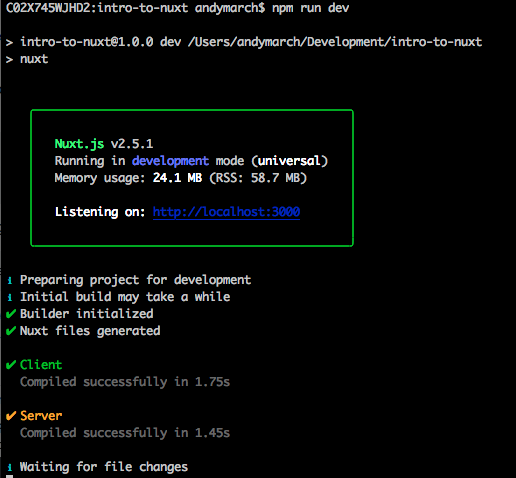 C02X745WJHD2:intro-to-nuxt andymarch$ npm run dev
> intro-to-nuxt@1.0.0 dev /Users/andymarch/Development/intro-to-nuxt
> nuxt
Nuxt.js v2.5.1
Running in development mode (universal)
Memory usage: 24.1 MB (RSS: 58.7 MB)
Listening on: http://localhost:3000
ℹ Preparing project for development
ℹ Initial build may take a while
✔ Builder initialized
✔ Nuxt files generated
✔ Client
Compiled successfully in 1.75s
✔ Server
Compiled successfully in 1.45s
ℹ Waiting for file changes